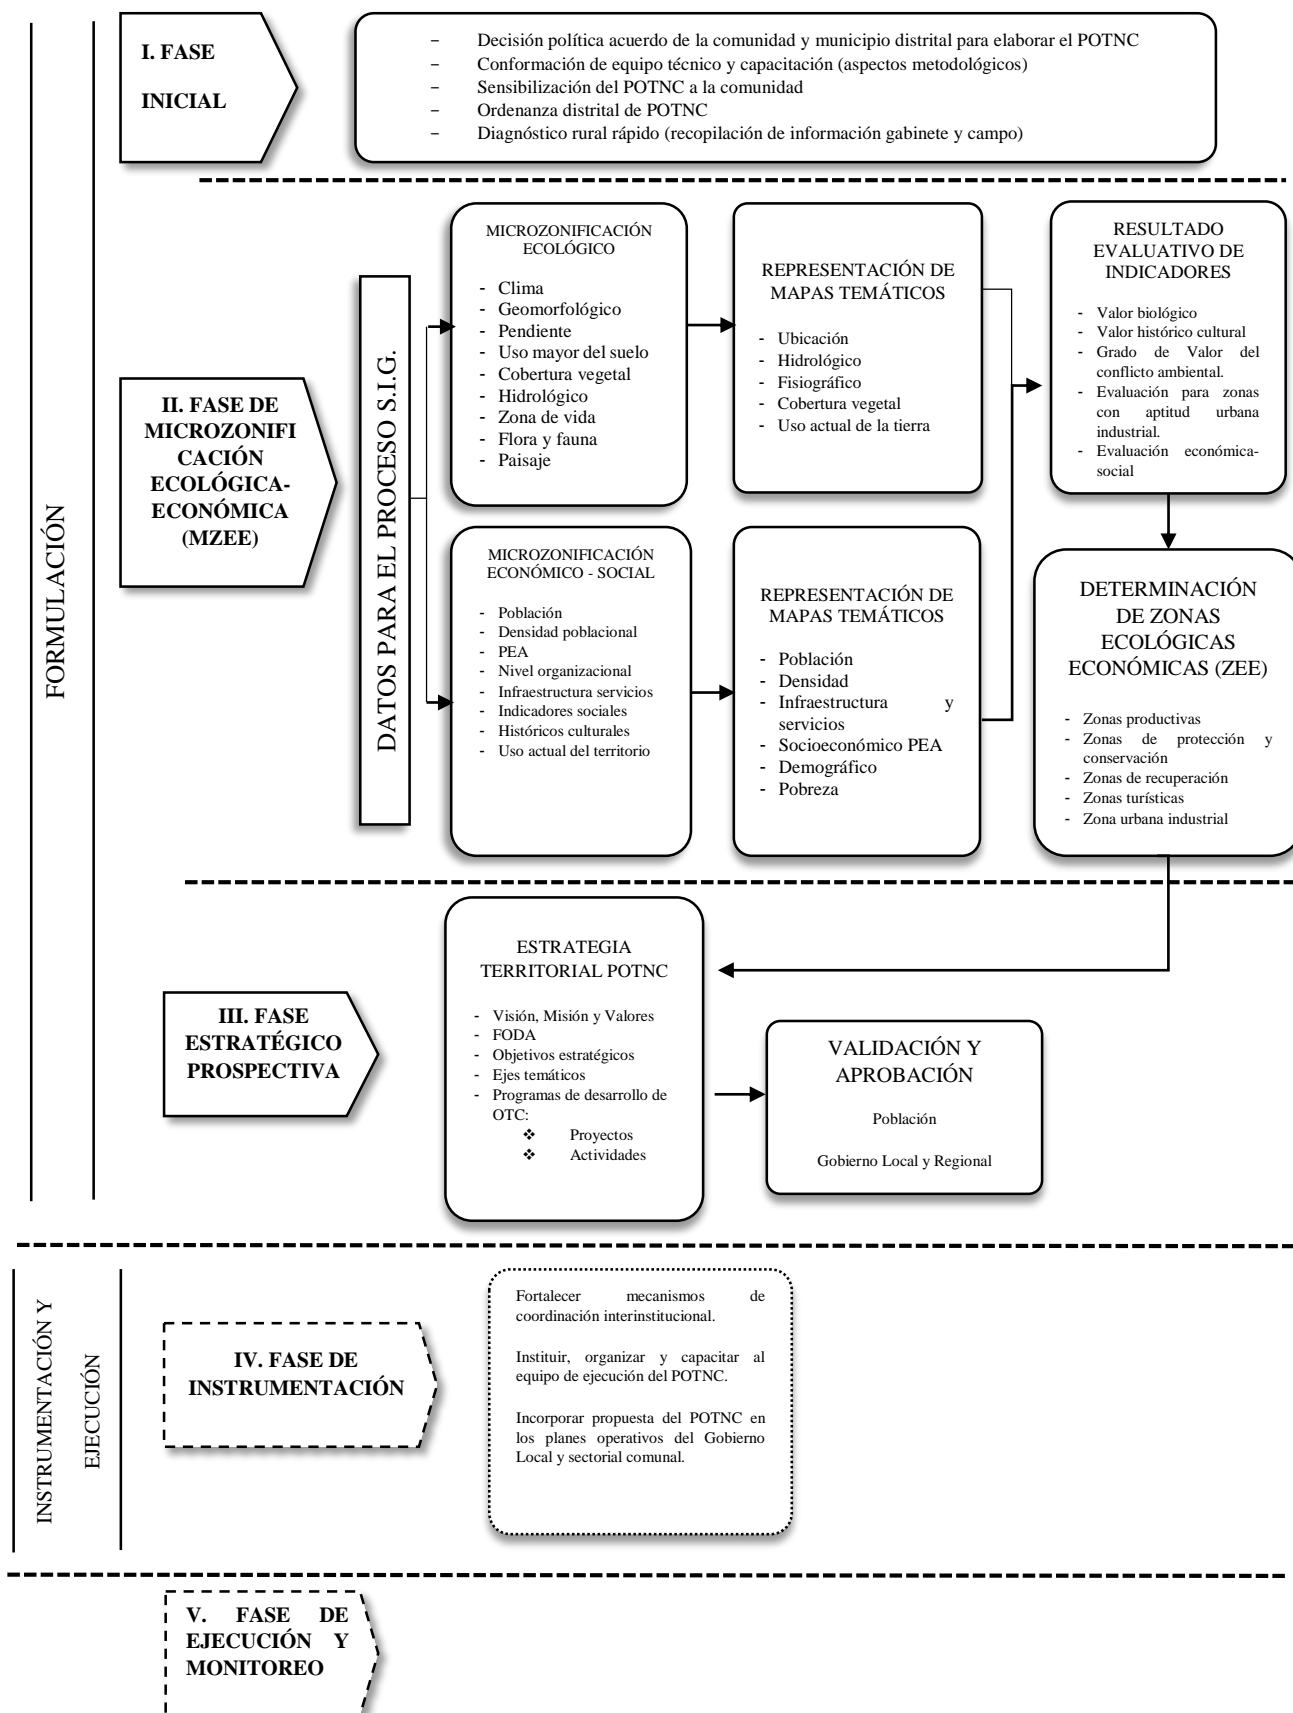 FORMULACIÓN
I. FASE
INICIAL
- Decisión política acuerdo de la comunidad y municipio distrital para elaborar el POTNC
- Conformación de equipo técnico y capacitación (aspectos metodológicos)
- Sensibilización del POTNC a la comunidad
- Ordenanza distrital de POTNC
- Diagnóstico rural rápido (recopilación de información gabinete y campo)
II. FASE DE
MICROZONIFI
CACIÓN
ECOLÓGICA-
ECONÓMICA
(MZEE)
DATOS PARA EL PROCESO S.I.G.
MICROZONIFICACIÓN
ECOLÓGICO
- Clima
- Geomorfológico
- Pendiente
- Uso mayor del suelo
- Cobertura vegetal
- Hidrológico
- Zona de vida
- Flora y fauna
- Paisaje
REPRESENTACIÓN DE
MAPAS TEMÁTICOS
- Ubicación
- Hidrológico
- Fisiográfico
- Cobertura vegetal
- Uso actual de la tierra
RESULTADO
EVALUATIVO DE
INDICADORES
- Valor biológico
- Valor histórico cultural
- Grado de Valor del
conflicto ambiental.
- Evaluación para zonas
con aptitud urbana
industrial.
- Evaluación económica-
social
MICROZONIFICACIÓN
ECONÓMICO - SOCIAL
- Población
- Densidad poblacional
- PEA
- Nivel organizacional
- Infraestructura servicios
- Indicadores sociales
- Históricos culturales
- Uso actual del territorio
REPRESENTACIÓN DE
MAPAS TEMÁTICOS
- Población
- Densidad
- Infraestructura y
servicios
- Socioeconómico PEA
- Demográfico
- Pobreza
DETERMINACIÓN
DE ZONAS
ECOLÓGICAS
ECONÓMICAS (ZEE)
- Zonas productivas
- Zonas de protección y
conservación
- Zonas de recuperación
- Zonas turísticas
- Zona urbana industrial
III. FASE
ESTRATÉGICO
PROSPECTIVA
ESTRATEGIA
TERRITORIAL POTNC
- Visión, Misión y Valores
- FODA
- Objetivos estratégicos
- Ejes temáticos
- Programas de desarrollo de
OTC:
❖ Proyectos
❖ Actividades
VALIDACIÓN Y
APROBACIÓN
Población
Gobierno Local y Regional
INSTRUMENTACIÓN Y
EJECUCIÓN
IV. FASE DE
INSTRUMENTACIÓN
Fortalecer mecanismos de
coordinación interinstitucional.
Instituir, organizar y capacitar al
equipo de ejecución del POTNC.
Incorporar propuesta del POTNC en
los planes operativos del Gobierno
Local y sectorial comunal.
V. FASE DE
EJECUCIÓN Y
MONITOREO